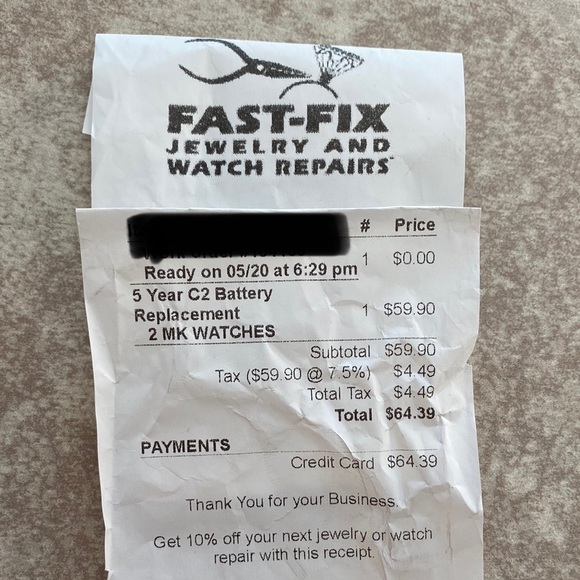 FAST-FIX
JEWELRY AND
WATCH REPAIRS
# Price
Ready on 05/20 at 6:29 pm 1 $0.00
5 Year C2 Battery
Replacement 1 $59.90
2 MK WATCHES
Subtotal $59.90
Tax ($59.90 @ 7.5%) $4.49
Total Tax $4.49
Total $64.39
PAYMENTS
Credit Card $64.39
Thank You for your Business.
Get 10% off your next jewelry or watch
repair with this receipt.